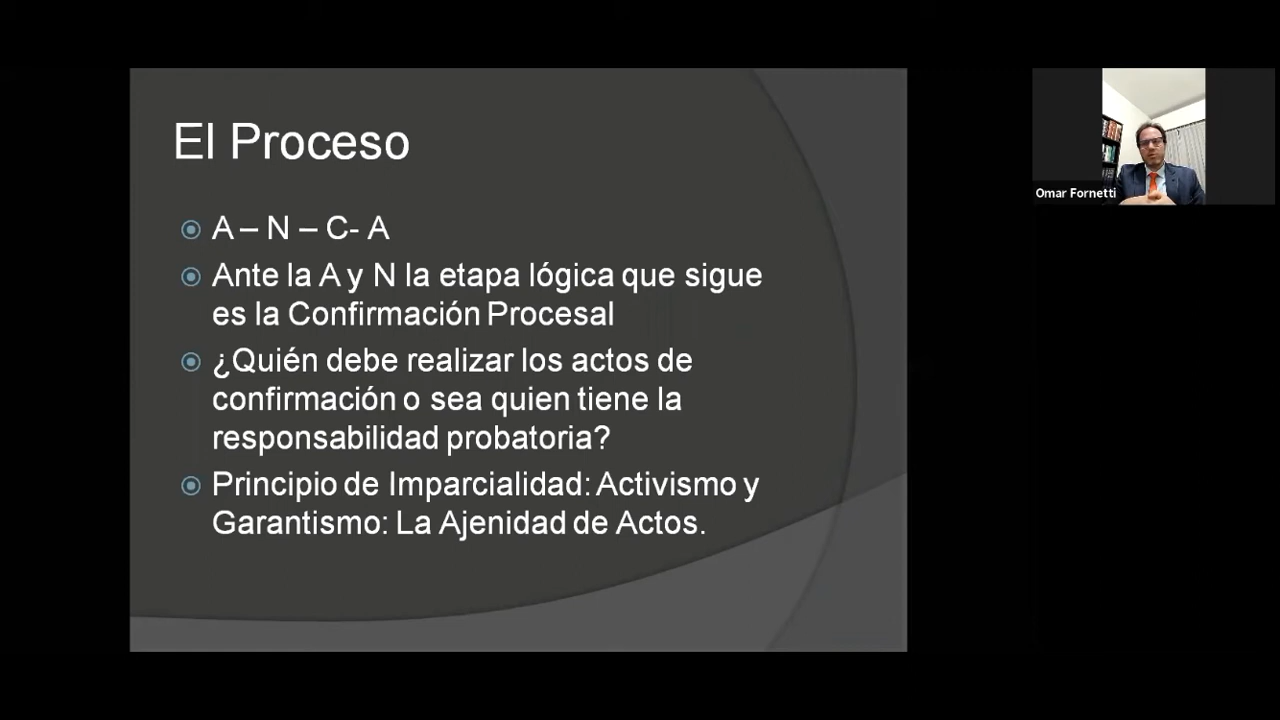 El Proceso
A – N – C- A
Ante la A y N la etapa lógica que sigue
es la Confirmación Procesal
¿Quién debe realizar los actos de
confirmación o sea quien tiene la
responsabilidad probatoria?
Principio de Imparcialidad: Activismo y
Garantismo: La Ajenidad de Actos.
Omar Fornetti